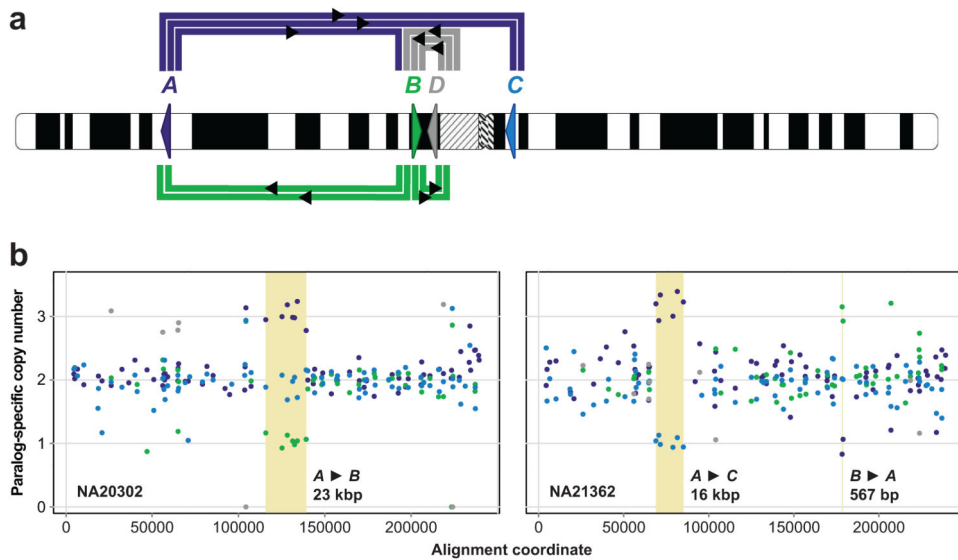 a
A B D C
b
Paralog-specific copy number
3
2
1
0
NA20302
A ► B
23 kbp
NA21362
A ► C
16 kbp
B ► A
567 bp
0 50000 100000 150000 200000 0 50000 100000 150000 200000
Alignment coordinate